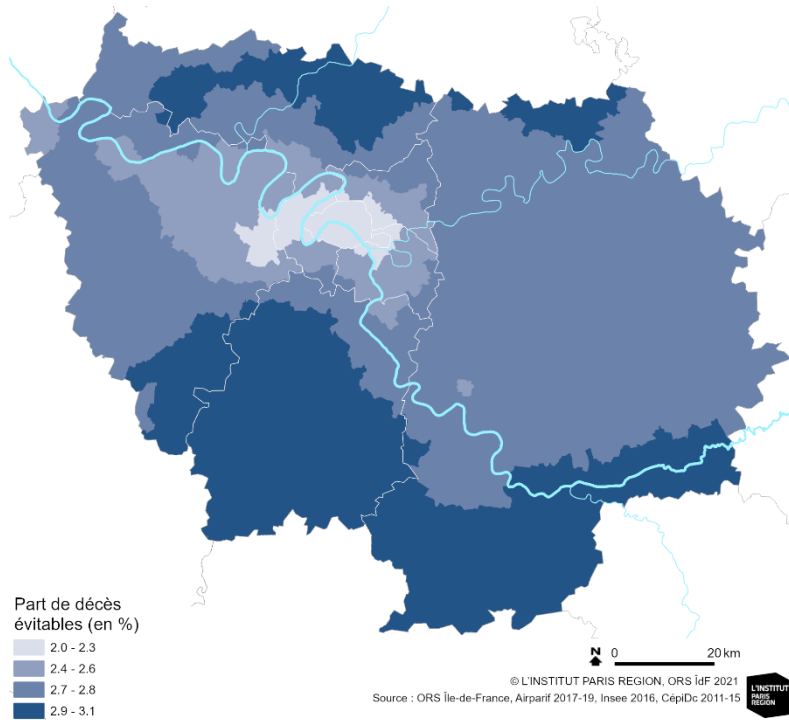 Part de décès
évitables (en %)
2.0 - 2.3
2.4 - 2.6
2.7 - 2.8
2.9 - 3.1
N 0 20 km
© L'INSTITUT PARIS REGION, ORS ÎdF 2021
Source : ORS Île-de-France, Airparif 2017-19, Insee 2016, CépiDc 2011-15
L'INSTITUT
PARIS
REGION